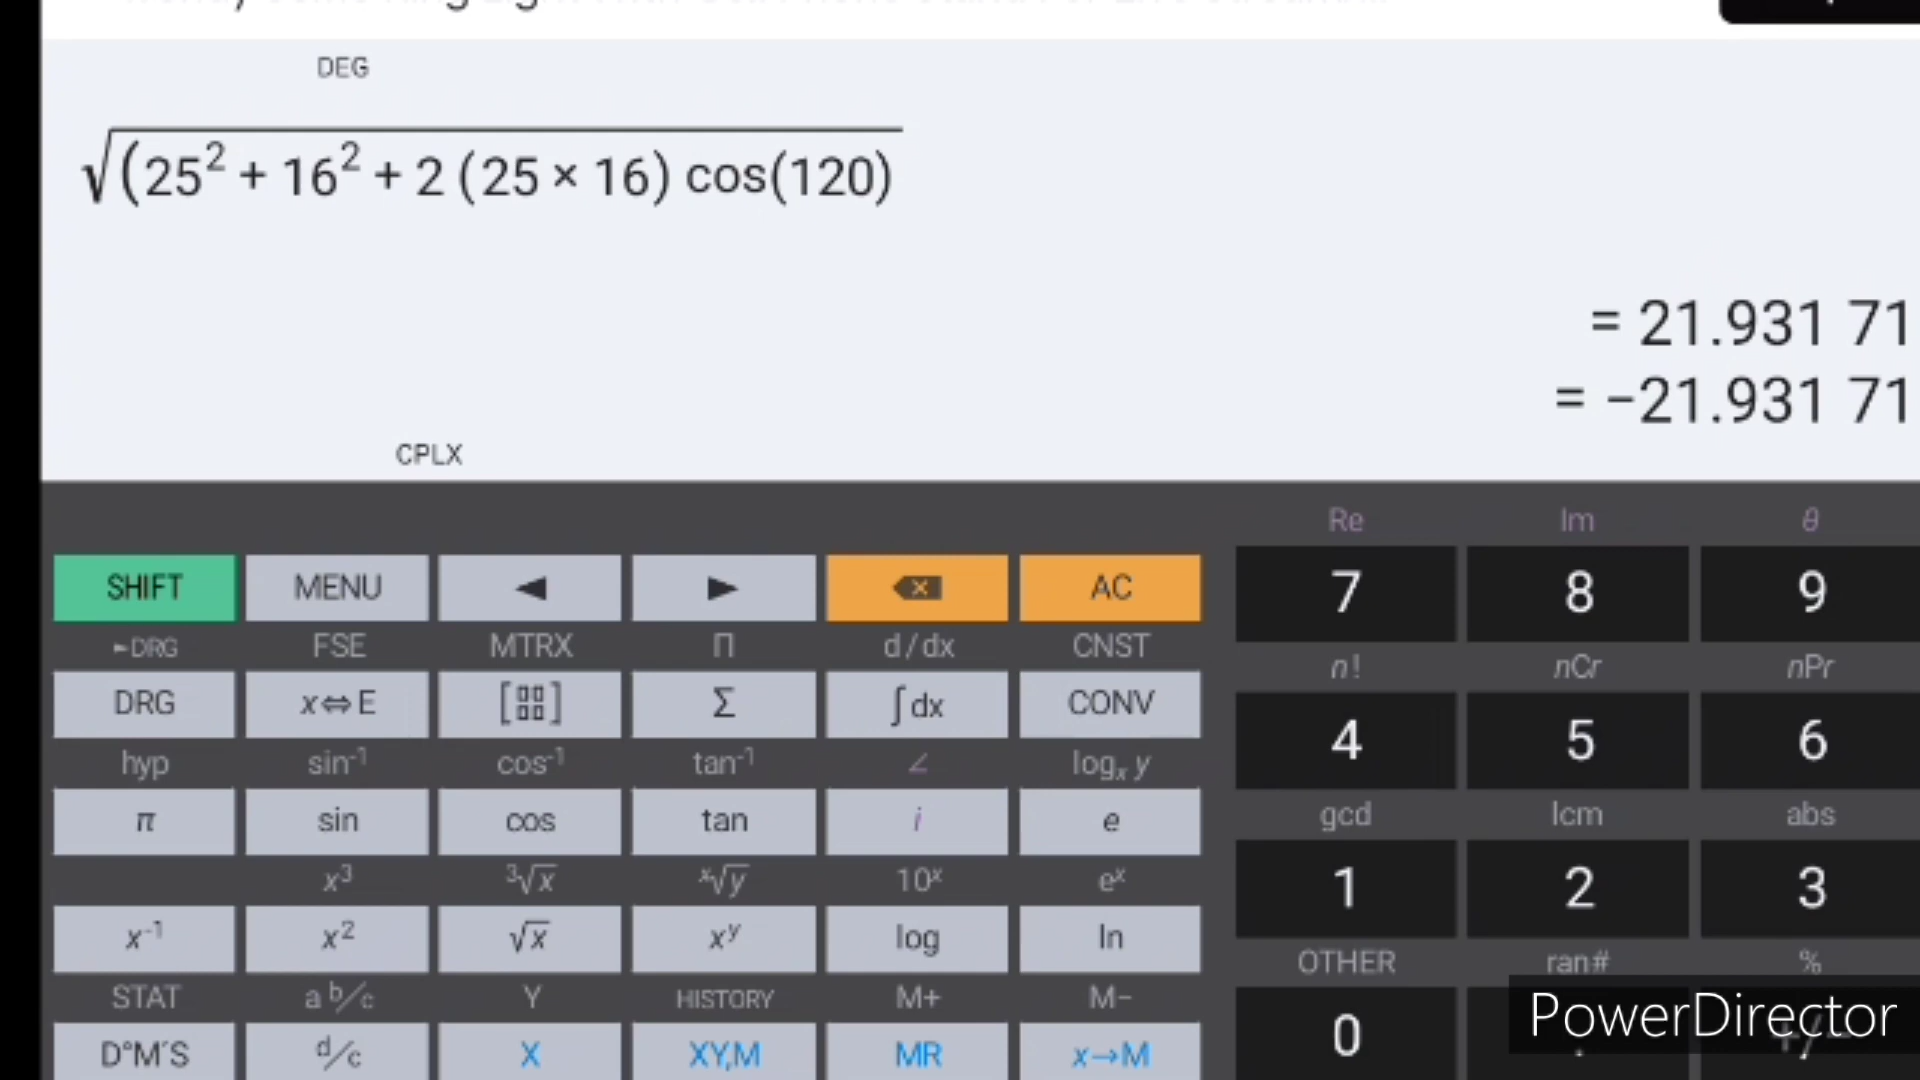 DEG
√(25² + 16² + 2 (25 × 16) cos(120)
= 21.931 71
= −21.931 71
CPLX
Re Im θ
SHIFT MENU ◀ ▶ AC 7 8 9
►DRG FSE MTRX Π d/dx CNST n! nCr nPr
DRG x⇔E Σ ∫dx CONV 4 5 6
hyp sin⁻¹ cos⁻¹ tan⁻¹ ∠ logₓ y gcd lcm abs
π sin cos tan i e 1 2 3
x³ ³√x ˣ√y 10ˣ eˣ
x⁻¹ x² √x xʸ log ln
OTHER ran# %
STAT a b/c Y HISTORY M+ M−
D°M′S d/c X XY,M MR x→M 0 . +/−
PowerDirector